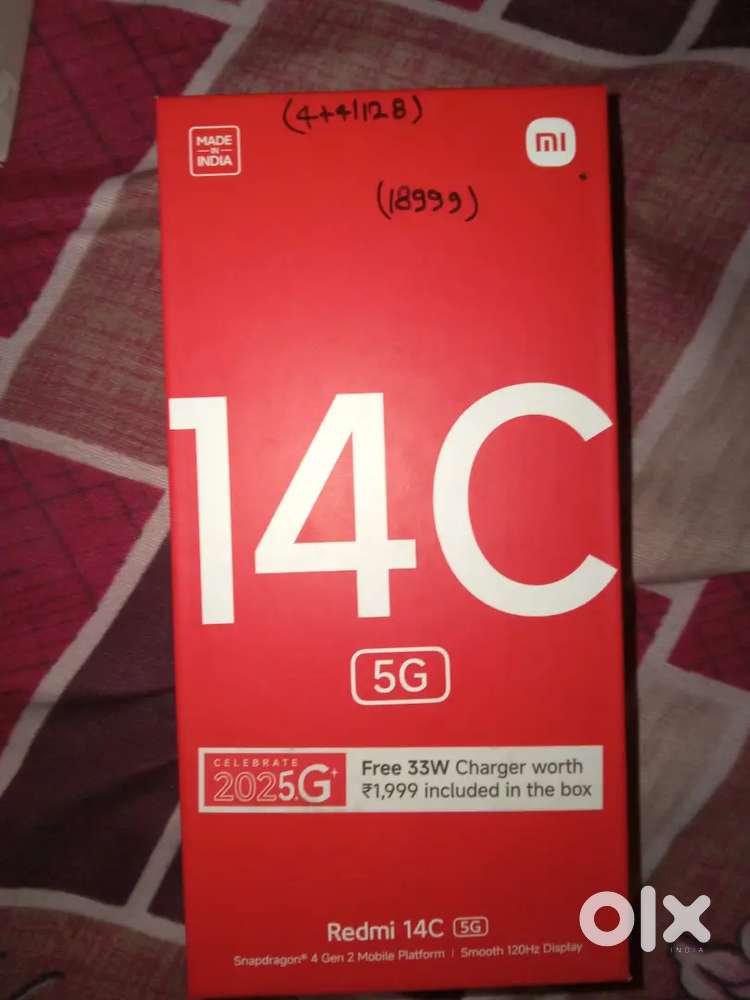 (4+4/128)
MADE
IN
INDIA
mi
(18999)
14C
5G
CELEBRATE
2025.G+
Free 33W Charger worth
₹1,999 included in the box
Redmi 14C 5G
Snapdragon® 4 Gen 2 Mobile Platform | Smooth 120Hz Display
olx
INDIA